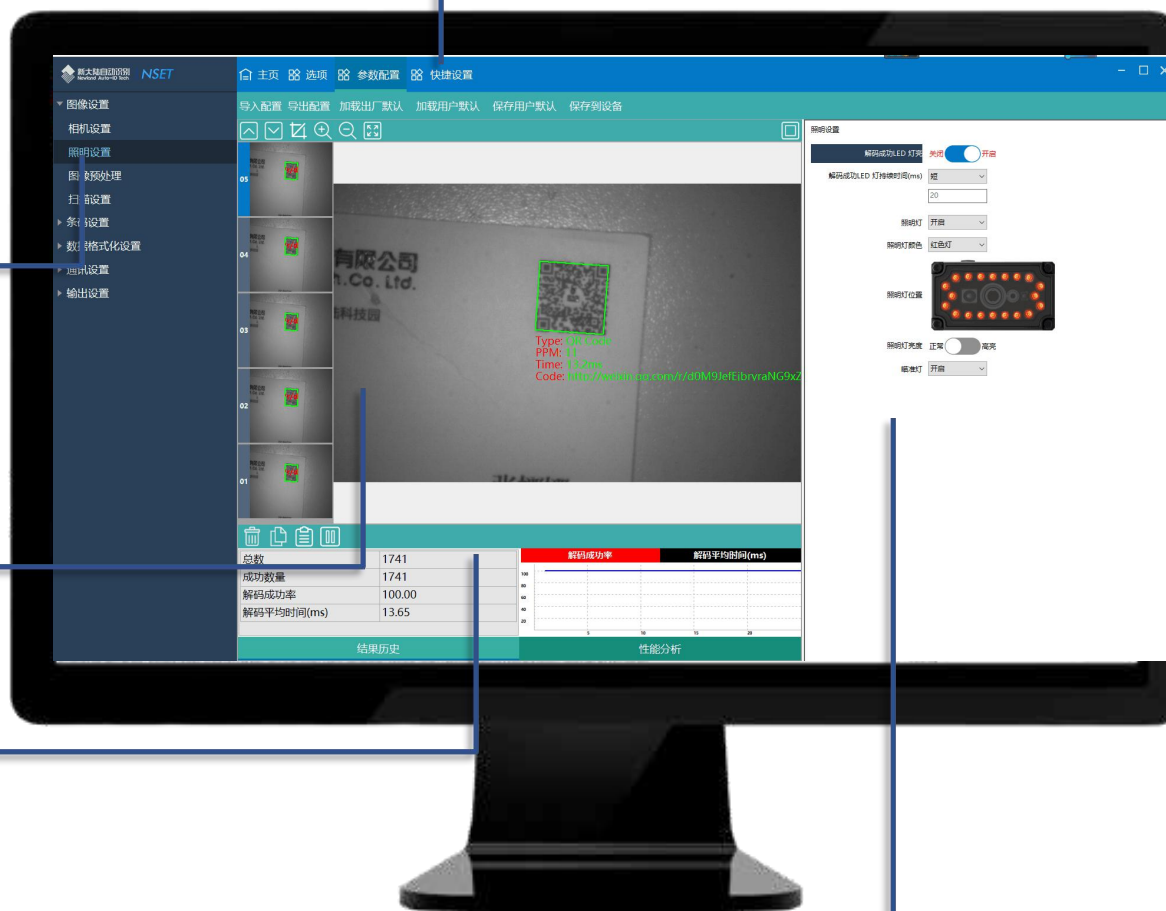 新大陆自动识别
Newland Auto-ID Tech
NSET
主页 选项 参数配置 快捷设置
导入配置 导出配置 加载出厂默认 加载用户默认 保存用户默认 保存到设备
图像设置
相机设置
照明设置
图像预处理
扫描设置
条码设置
数据格式化设置
通讯设置
输出设置
05
04
03
02
01
有限公司
.Co. Ltd.
科技园
Type: QR Code
PPM: 11
Time:
Code:
总数 1741
成功数量 1741
解码成功率 100.00
解码平均时间(ms) 13.65
解码成功率 解码平均时间(ms)
100
80
60
40
20
5 10 15 20
结果历史 性能分析
照明设置
解码成功LED 灯亮 关闭 开启
解码成功LED 灯持续时间(ms) 短
20
照明灯 开启
照明灯颜色 红色灯
照明灯位置
照明灯亮度 正常 高亮
瞄准灯 开启